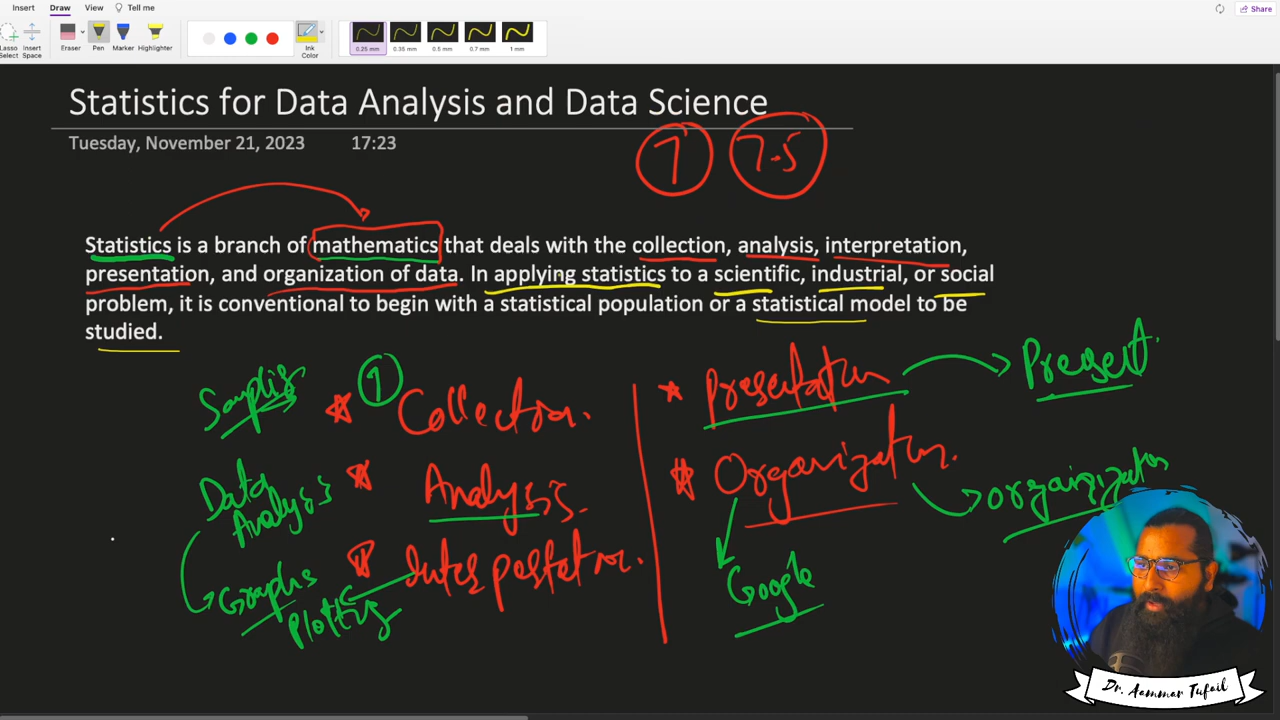 Insert Draw View Tell me
Share
Lasso Select
Insert Space
Eraser
Pen
Marker
Highlighter
Ink Color
0.25 mm
0.35 mm
0.5 mm
0.7 mm
1 mm
Statistics for Data Analysis and Data Science
Tuesday, November 21, 2023 17:23
1 7.5
Statistics is a branch of mathematics that deals with the collection, analysis, interpretation,
presentation, and organization of data. In applying statistics to a scientific, industrial, or social
problem, it is conventional to begin with a statistical population or a statistical model to be
studied.
1
Collection.
Data Analysis
Analysis.
Graphs
Plotting
Interpretation.
Presentation
Present
Organization.
Organization
Google
Dr. Aammar Tufail